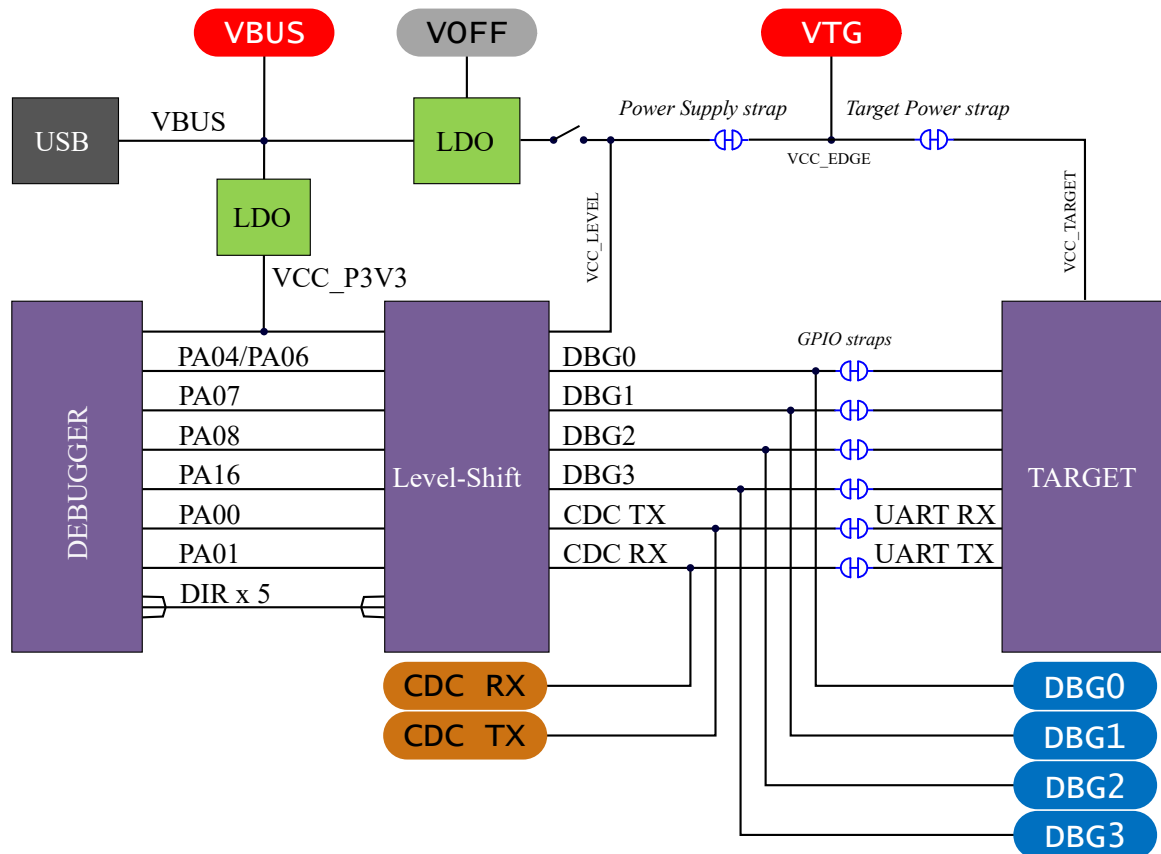 VBUS
VOFF
VTG
Power Supply strap
Target Power strap
USB
VBUS
LDO
VCC_EDGE
LDO
VCC_LEVEL
VCC_TARGET
VCC_P3V3
DEBUGGER
Level-Shift
TARGET
GPIO straps
PA04/PA06
DBG0
PA07
DBG1
PA08
DBG2
PA16
DBG3
PA00
CDC TX
UART RX
PA01
CDC RX
UART TX
DIR x 5
CDC RX
DBG0
CDC TX
DBG1
DBG2
DBG3